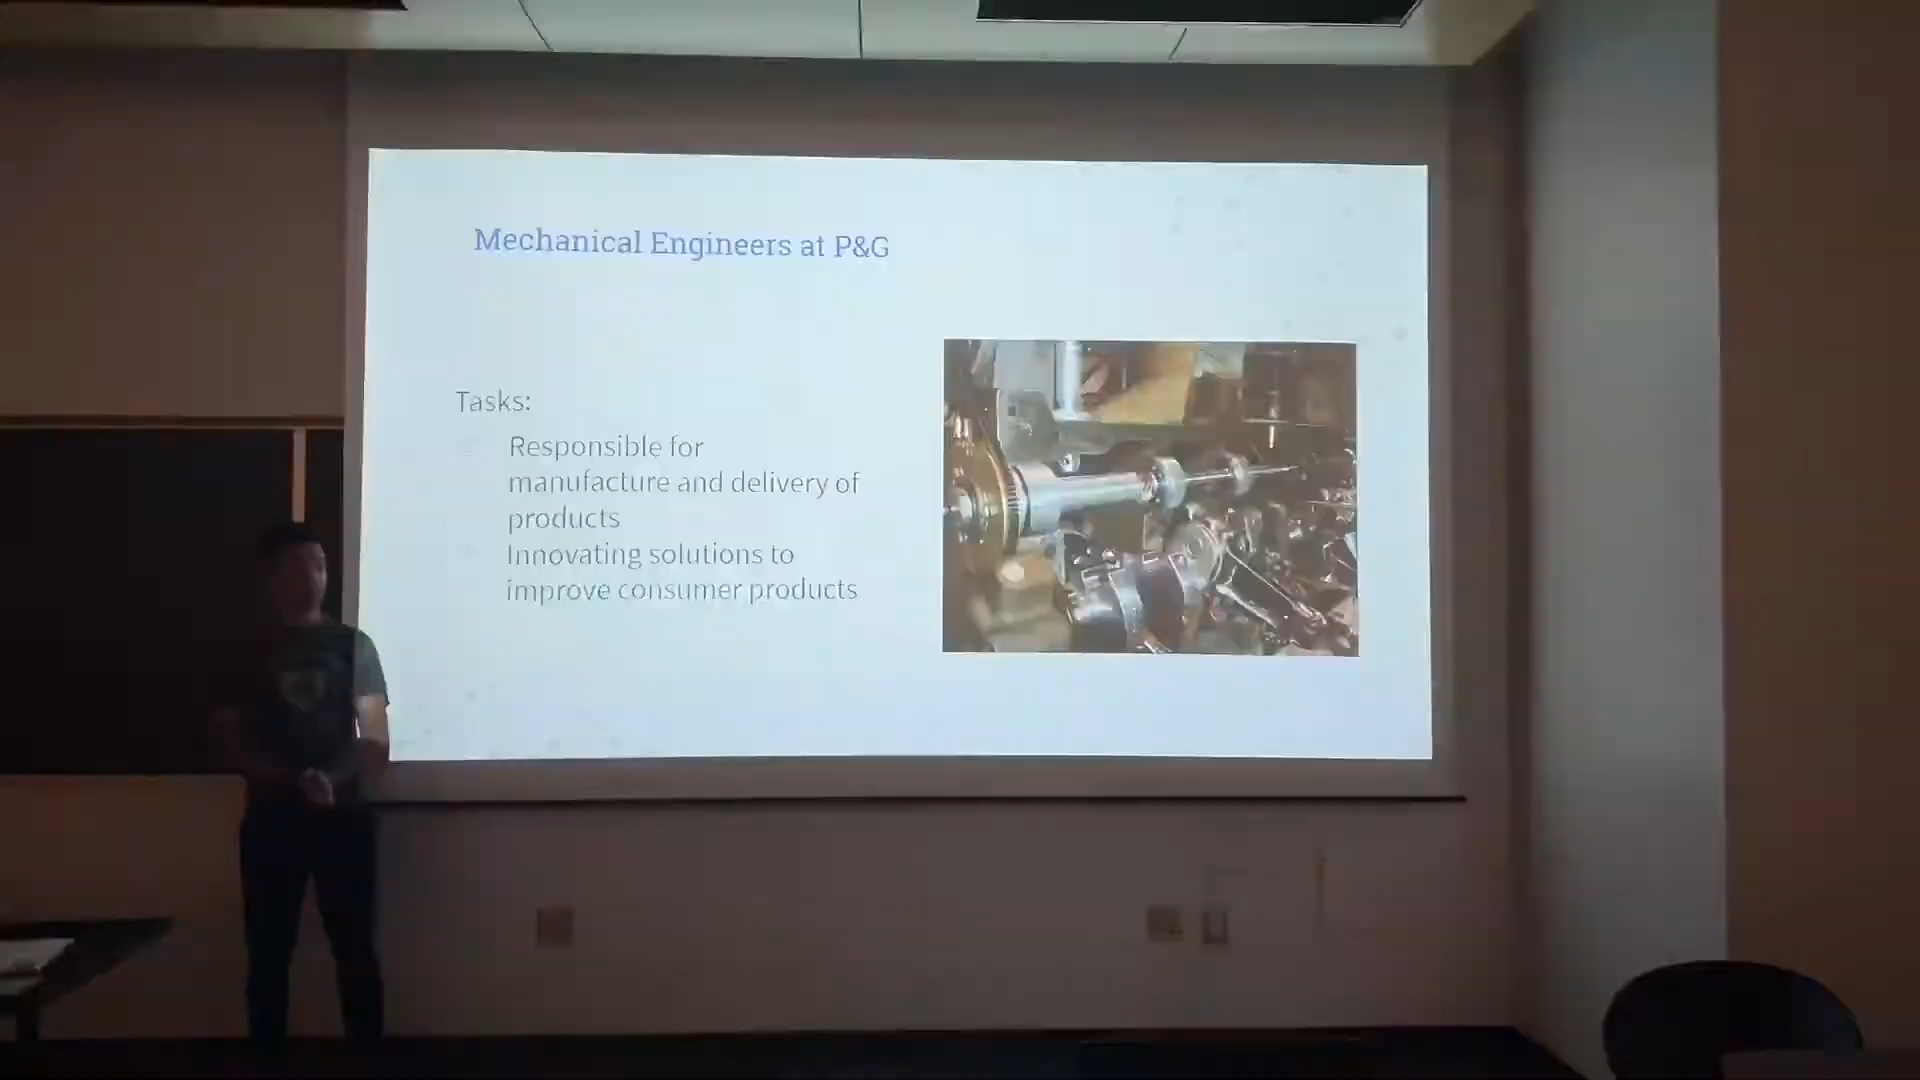 Mechanical Engineers at P&G
Tasks:
Responsible for
manufacture and delivery of
products
Innovating solutions to
improve consumer products